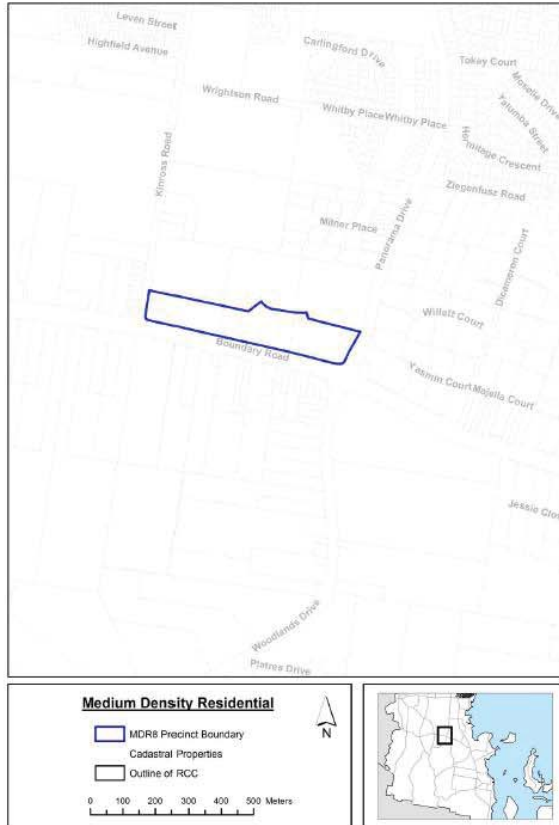 Leven Street
Highfield Avenue
Carlingford Drive
Tokay Court
Moselle Drive
Yalumba Street
Wrightson Road
Whitby Place
Whitby Place
Hermitage Crescent
Kinross Road
Ziegenfusz Road
Milner Place
Panorama Drive
Dicameron Court
Willelz Court
Boundary Road
Yasmin Court
Majella Court
Jessie Clos
Woodlands Drive
Platres Drive
Medium Density Residential
MDR8 Precinct Boundary
Cadastral Properties
Outline of RCC
N
0 100 200 300 400 500 Meters